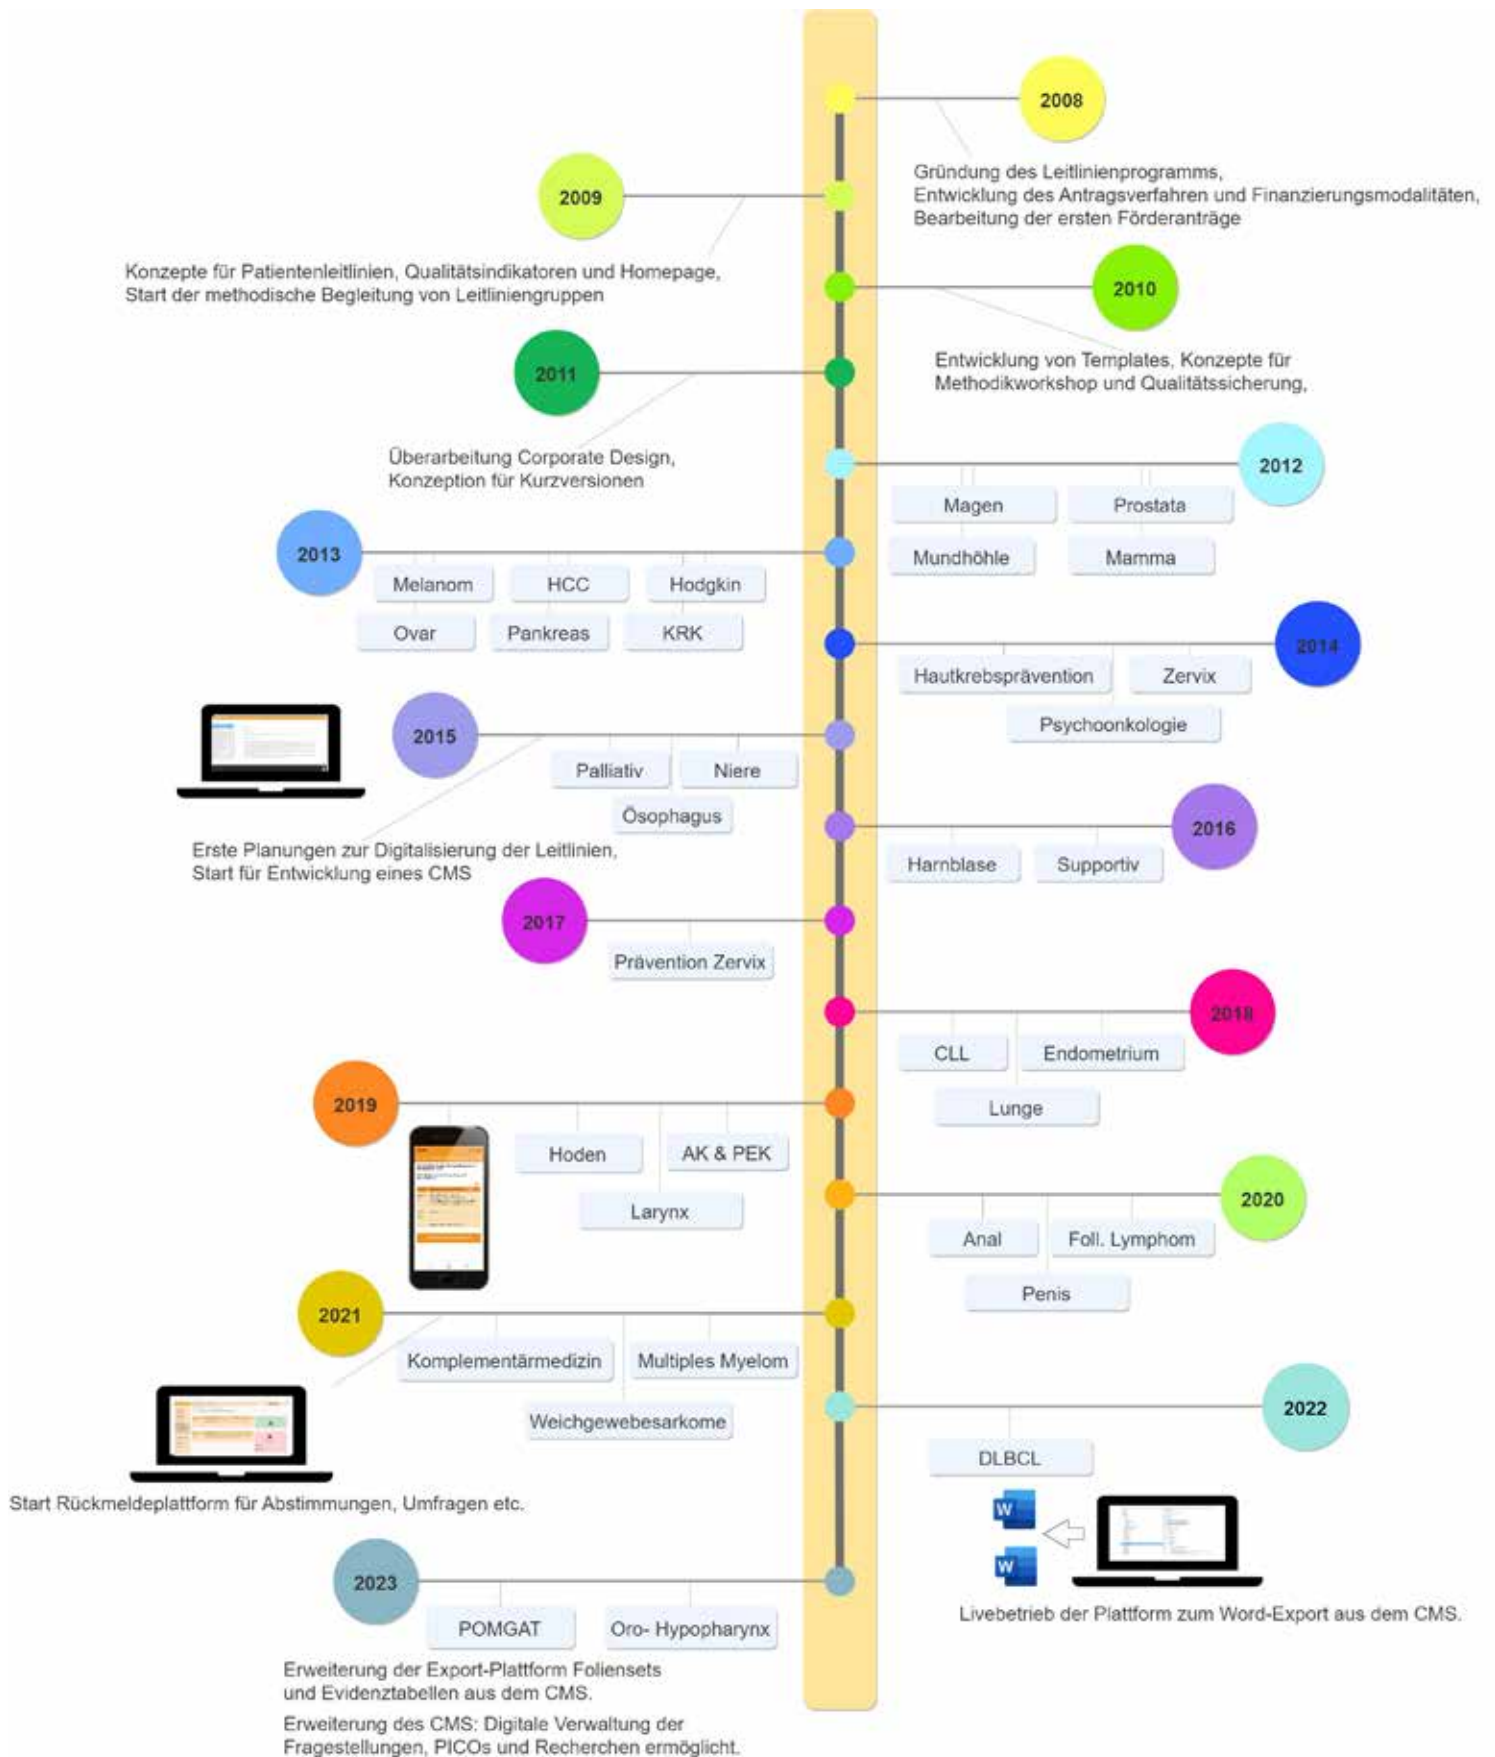 2008
Gründung des Leitlinienprogramms,
Entwicklung des Antragsverfahren und Finanzierungsmodalitäten,
Bearbeitung der ersten Förderanträge
2009
Konzepte für Patientenleitlinien, Qualitätsindikatoren und Homepage,
Start der methodische Begleitung von Leitliniengruppen
2010
Entwicklung von Templates, Konzepte für
Methodikworkshop und Qualitätssicherung,
2011
Überarbeitung Corporate Design,
Konzeption für Kurzversionen
2012
Magen
Prostata
Mundhöhle
Mamma
2013
Melanom
HCC
Hodgkin
Ovar
Pankreas
KRK
2014
Hautkrebsprävention
Zervix
Psychoonkologie
2015
Palliativ
Niere
Ösophagus
Erste Planungen zur Digitalisierung der Leitlinien,
Start für Entwicklung eines CMS
2016
Harnblase
Supportiv
2017
Prävention Zervix
2018
CLL
Endometrium
Lunge
2019
Hoden
AK & PEK
Larynx
2020
Anal
Foll. Lymphom
Penis
2021
Komplementärmedizin
Multiples Myelom
Weichgewebesarkome
Start Rückmeldeplattform für Abstimmungen, Umfragen etc.
2022
DLBCL
W
W
Livebetrieb der Plattform zum Word-Export aus dem CMS.
2023
POMGAT
Oro- Hypopharynx
Erweiterung der Export-Plattform Foliensets
und Evidenztabellen aus dem CMS.
Erweiterung des CMS: Digitale Verwaltung der
Fragestellungen, PICOs und Recherchen ermöglicht.